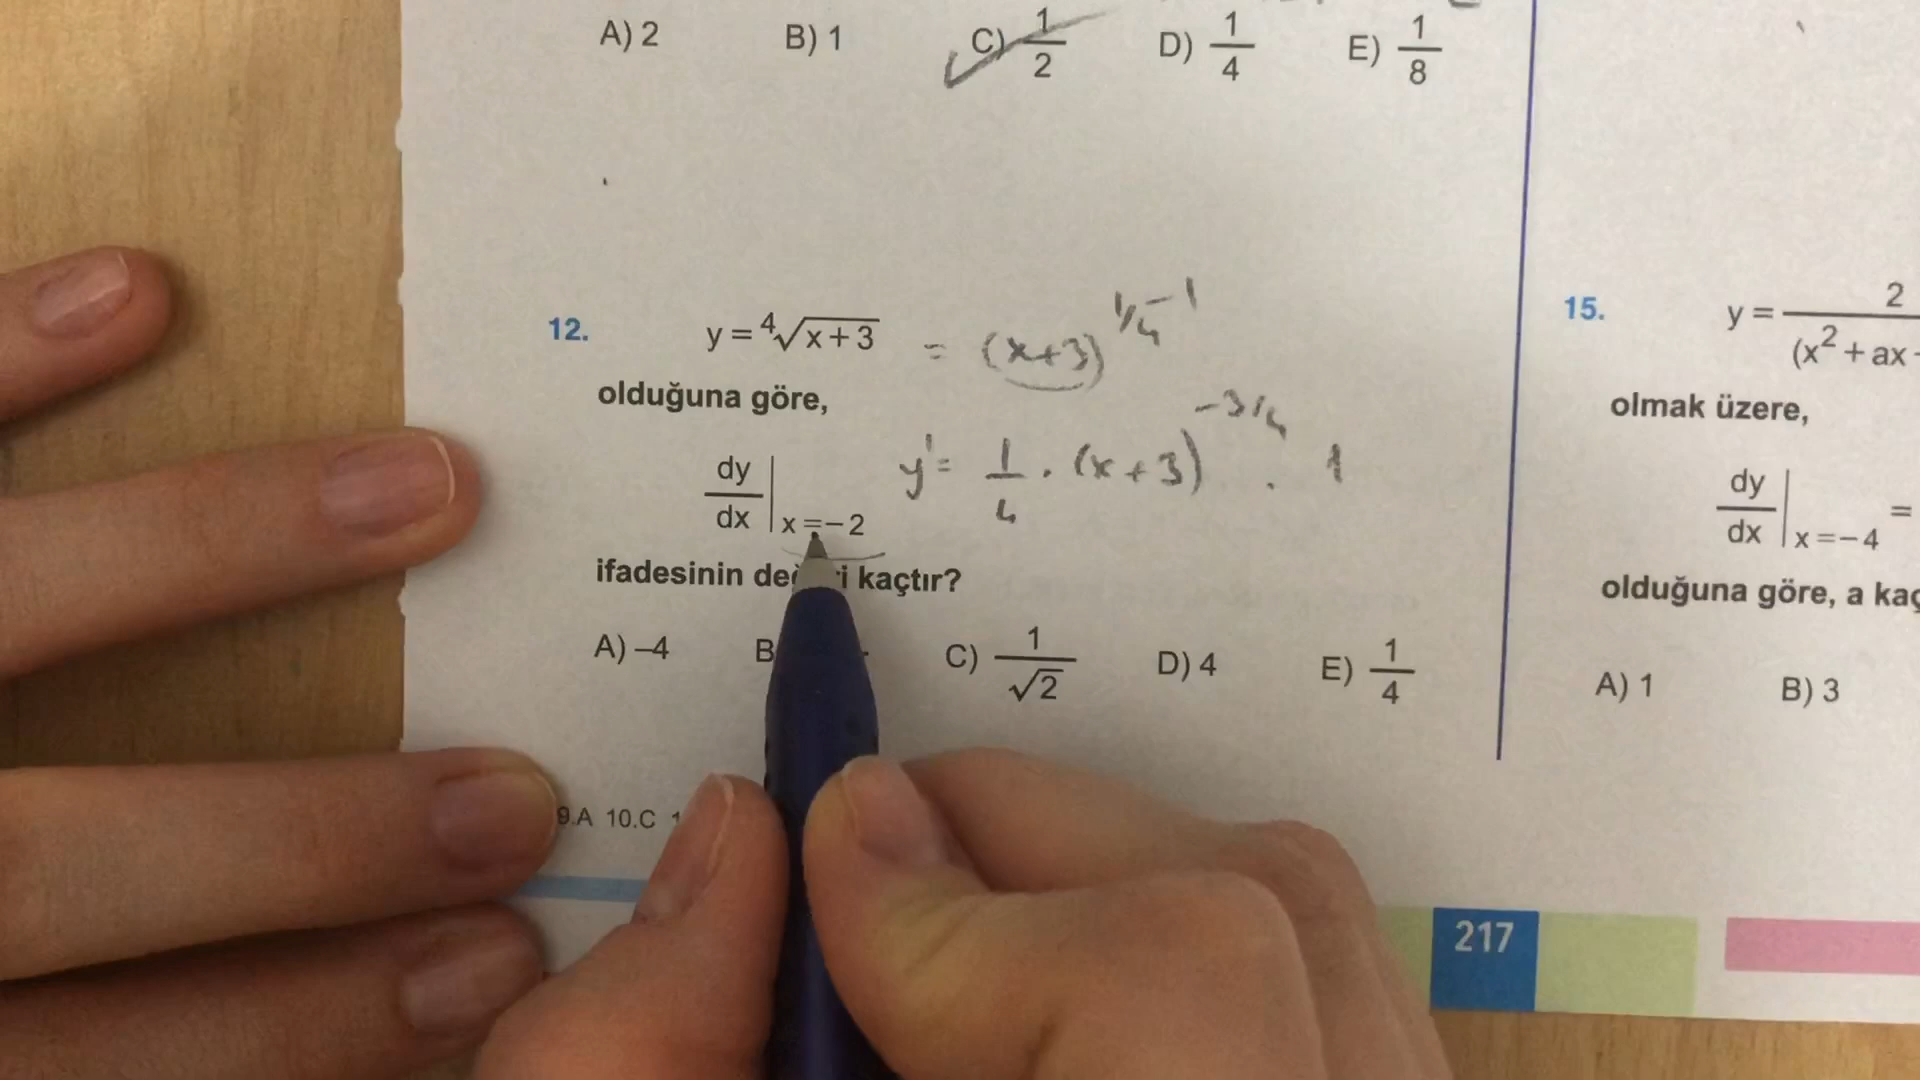 A) 2 B) 1 C) 1/2 D) 1/4 E) 1/8
12. y = ⁴√x+3 = (x+3)^1/4-1
olduğuna göre,
dy/dx | x=-2 y' = 1/4 . (x+3)^-3/4 . 1
ifadesinin kaçtır?
A) -4 B C) 1/√2 D) 4 E) 1/4
9.A 10.C
217
15. y = 2/(x²+ax
olmak üzere,
dy/dx | x=-4 =
olduğuna göre, a
A) 1 B) 3